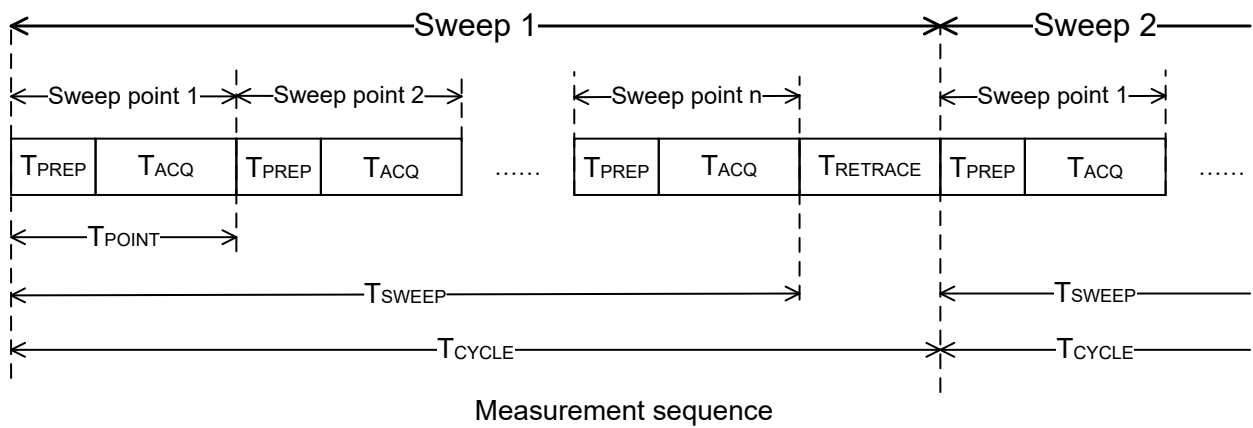 Sweep 1 Sweep 2
Sweep point 1 Sweep point 2 Sweep point n Sweep point 1
TPREP TACQ TPREP TACQ ...... TPREP TACQ TRETRACE TPREP TACQ ......
TPOINT
TSWEEP TSWEEP
TCYCLE TCYCLE
Measurement sequence